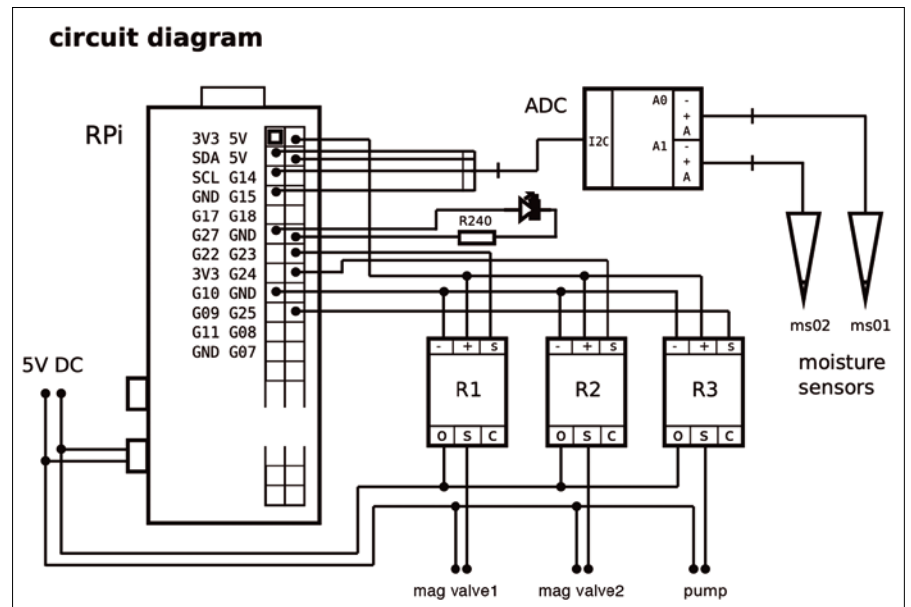 circuit diagram
RPi
3V3 5V
SDA 5V
SCL G14
GND G15
G17 G18
G27 GND
G22 G23
3V3 G24
G10 GND
G09 G25
G11 G08
GND G07
5V DC
ADC
I2C
A0 -
+
A
A1 -
+
A
R240
ms02 ms01
moisture
sensors
- + S
R1
O S C
- + S
R2
O S C
- + S
R3
O S C
mag valve1
mag valve2
pump